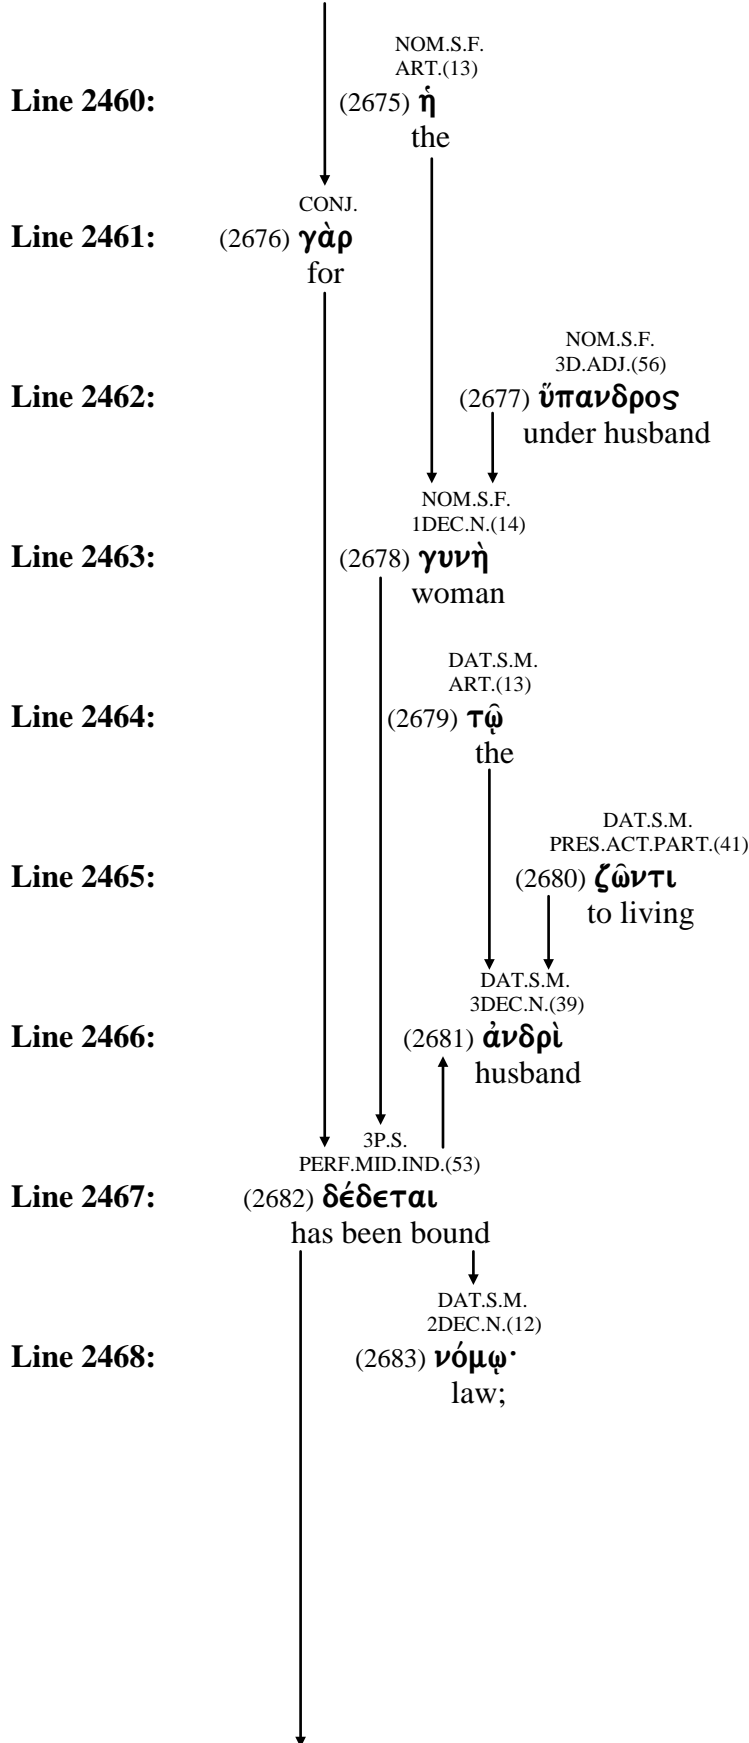 NOM.S.F.
ART.(13)
Line 2460: (2675) ἡ
the
CONJ.
Line 2461: (2676) γὰρ
for
NOM.S.F.
3D.ADJ.(56)
Line 2462: (2677) ὕπανδρος
under husband
NOM.S.F.
1DEC.N.(14)
Line 2463: (2678) γυνὴ
woman
DAT.S.M.
ART.(13)
Line 2464: (2679) τῷ
the
DAT.S.M.
PRES.ACT.PART.(41)
Line 2465: (2680) ζῶντι
to living
DAT.S.M.
3DEC.N.(39)
Line 2466: (2681) ἀνδρὶ
husband
3P.S.
PERF.MID.IND.(53)
Line 2467: (2682) δέδεται
has been bound
DAT.S.M.
2DEC.N.(12)
Line 2468: (2683) νόμῳ·
law;